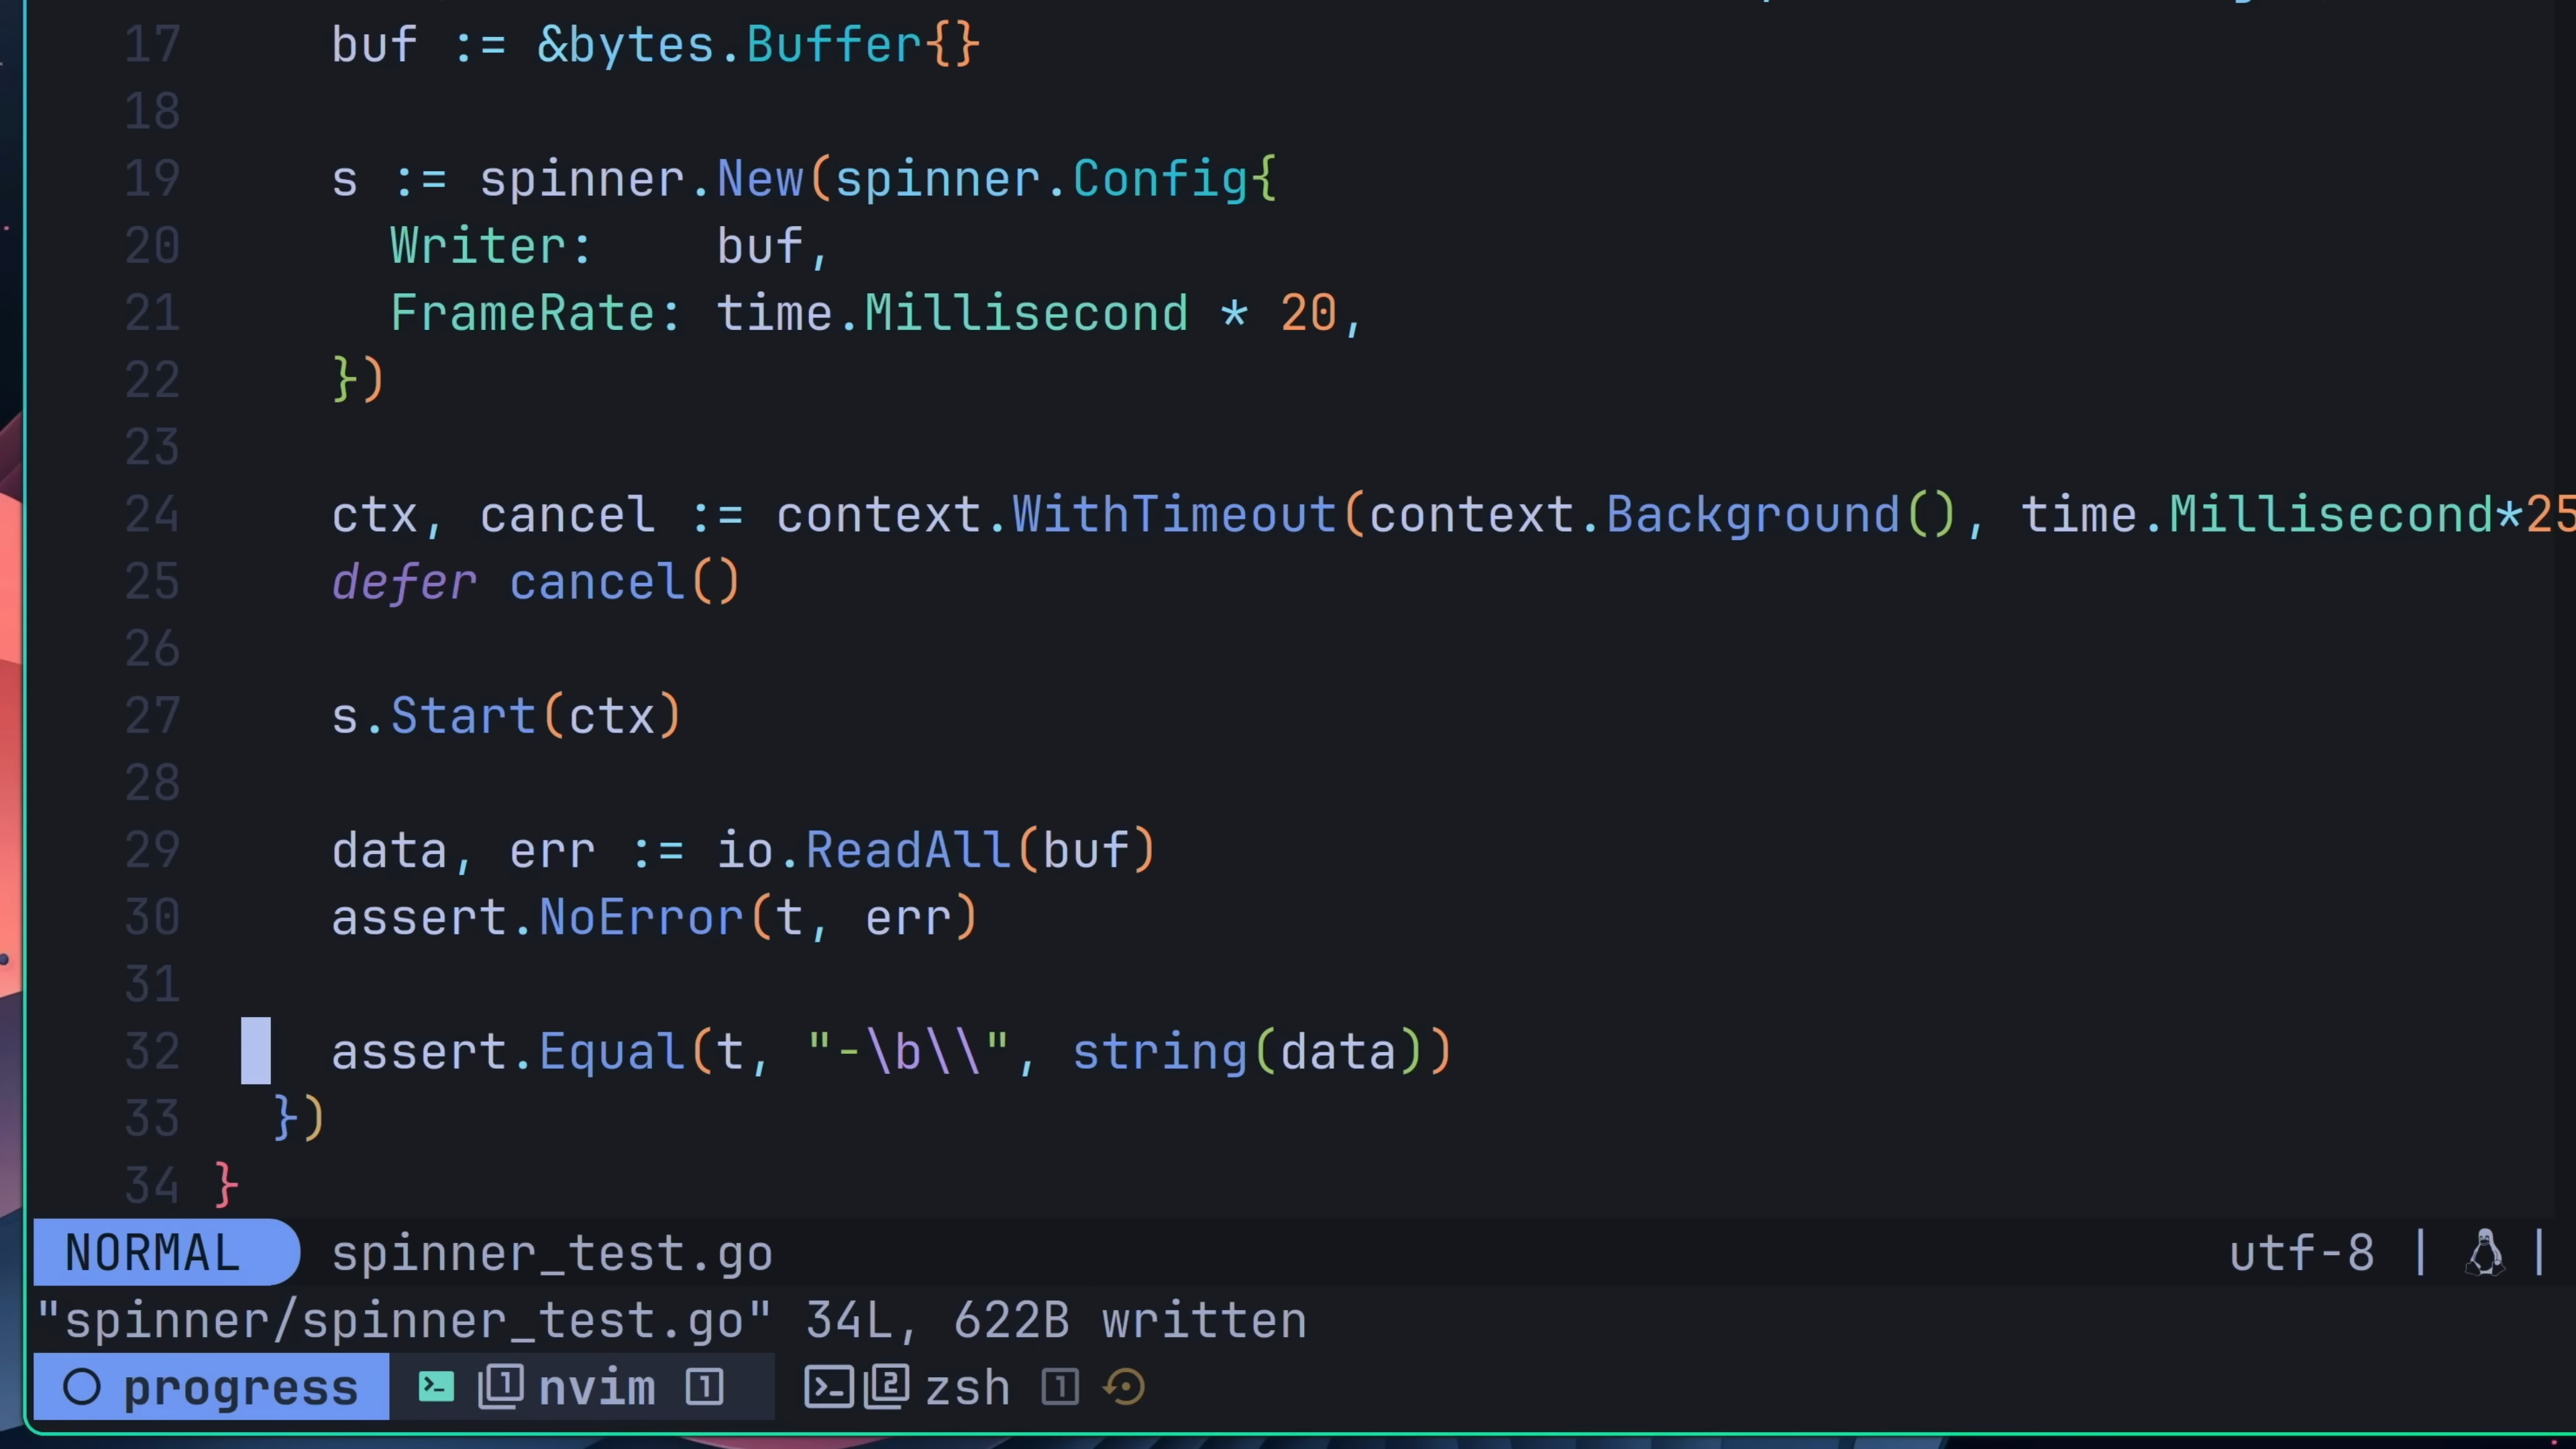 17 buf := &bytes.Buffer{}
18
19 s := spinner.New(spinner.Config{
20 Writer: buf,
21 FrameRate: time.Millisecond * 20,
22 })
23
24 ctx, cancel := context.WithTimeout(context.Background(), time.Millisecond*25
25 defer cancel()
26
27 s.Start(ctx)
28
29 data, err := io.ReadAll(buf)
30 assert.NoError(t, err)
31
32 assert.Equal(t, "-\b\\", string(data))
33 })
34 }
NORMAL spinner_test.go utf-8 | |
"spinner/spinner_test.go" 34L, 622B written
progress 1 nvim 1 2 zsh 1